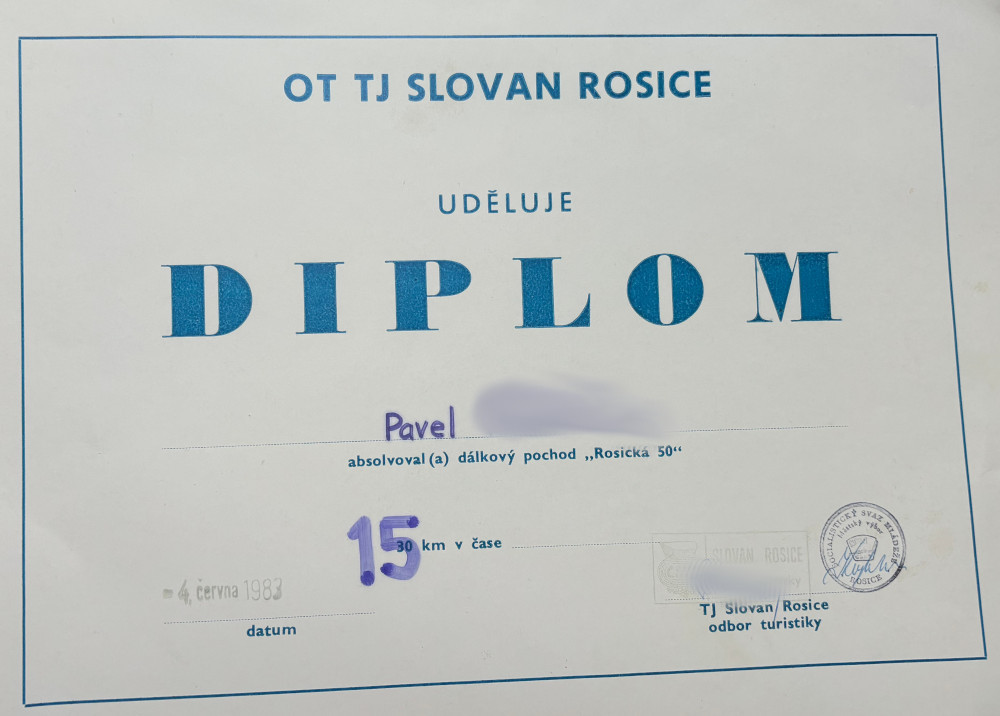 OT TJ SLOVAN ROSICE
UDĚLUJE
DIPLOM
Pavel
absolvoval(a) dálkový pochod „Rosická 50“
15
30 km v čase
SLOVAN ROSICE
SOCIALISTICKÝ SVAZ MLÁDEŽE
ROSICE
4. června 1983
datum
TJ Slovan Rosice
odbor turistiky